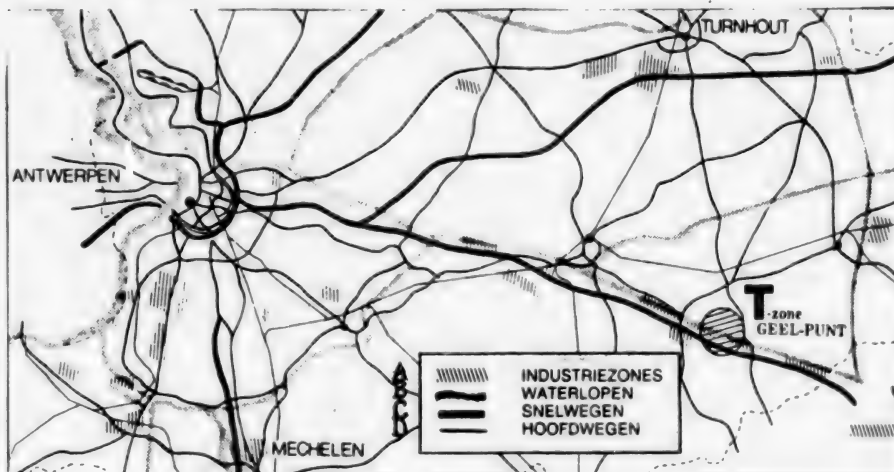 TURNHOUT
ANTWERPEN
T-zone
GEEL-PUNT
INDUSTRIEZONES
WATERLOPEN
SNELWEGEN
HOOFDWEGEN
MECHELEN